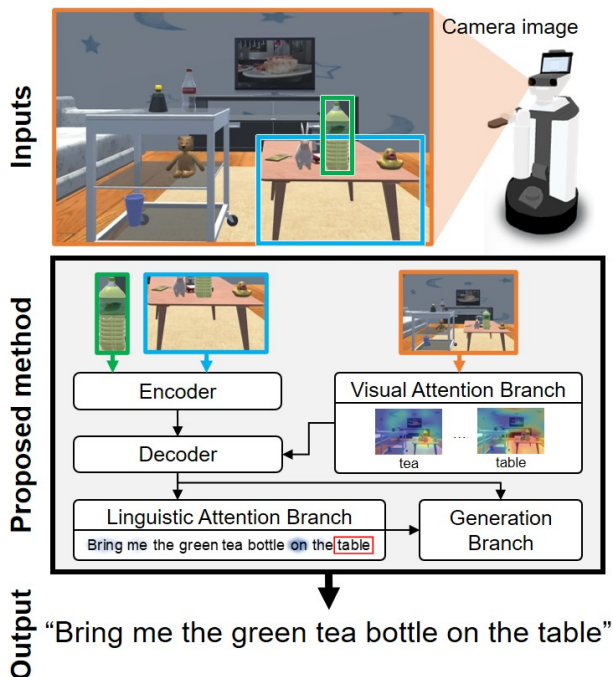 Camera image
Inputs
Proposed method
Encoder
Visual Attention Branch
Decoder
tea
...
table
Linguistic Attention Branch
Bring me the green tea bottle on the table
Generation
Branch
Output
“Bring me the green tea bottle on the table”